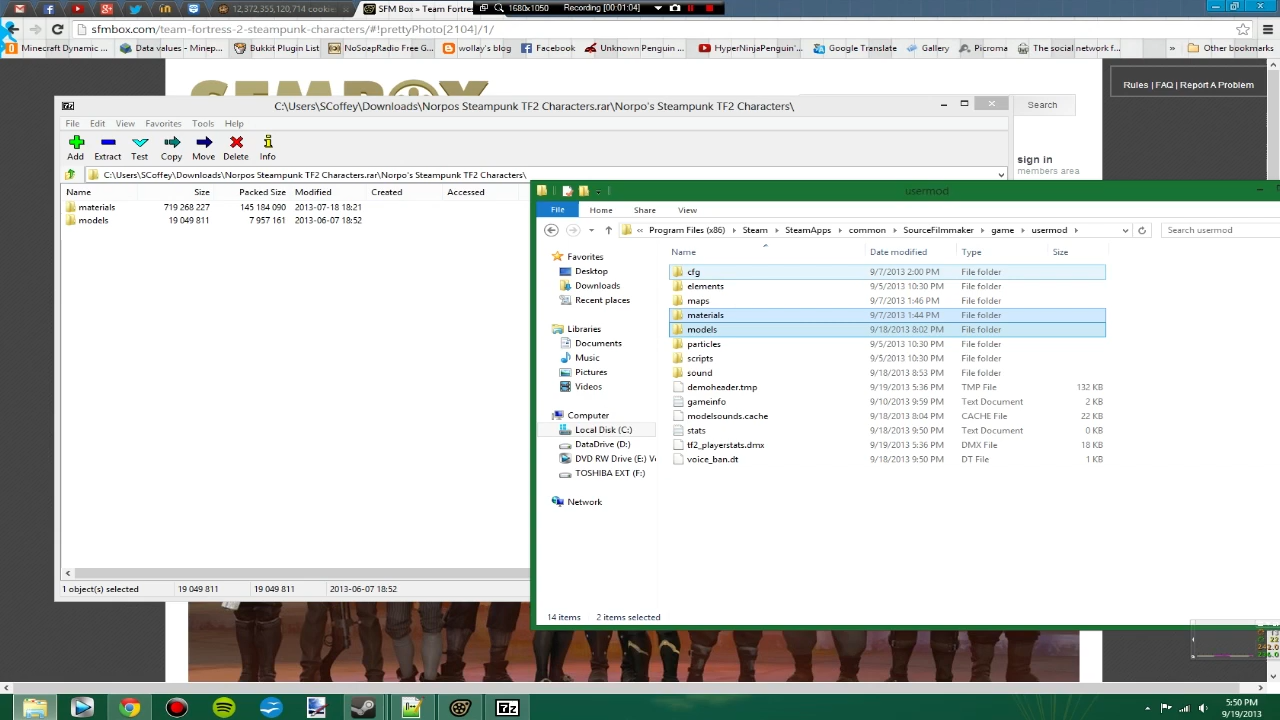 12,372,355,120,714 cookies
SFM Box » Team Fortres
1680x1050
Recording [00:01:04]
sfmbox.com/team-fortress-2-steampunk-characters/#!prettyPhoto[2104]/1/
Minecraft Dynamic ...
Data values - Minep...
Bukkit Plugin List
NoSoapRadio Free G...
wollay's blog
Facebook
Unknown Penguin ...
HyperNinjaPenguin'...
Google Translate
Gallery
Picroma
The social network f...
»
Other bookmarks
SFMBOX
Rules | FAQ | Report A Problem
Search
sign in
members area
7z
C:\Users\SCoffey\Downloads\Norpos Steampunk TF2 Characters.rar\Norpo's Steampunk TF2 Characters\
File Edit View Favorites Tools Help
Add Extract Test Copy Move Delete Info
C:\Users\SCoffey\Downloads\Norpos Steampunk TF2 Characters.rar\Norpo's Steampunk TF2 Characters\
Name Size Packed Size Modified Created Accessed
materials 719 268 227 145 184 090 2013-07-18 18:21
models 19 049 811 7 957 161 2013-06-07 18:52
1 object(s) selected 19 049 811 19 049 811 2013-06-07 18:52
usermod
File Home Share View
« Program Files (x86) Steam SteamApps common SourceFilmmaker game usermod
Search usermod
Favorites
Desktop
Downloads
Recent places
Libraries
Documents
Music
Pictures
Videos
Computer
Local Disk (C:)
DataDrive (D:)
DVD RW Drive (E:) Ve
TOSHIBA EXT (F:)
Network
Name Date modified Type Size
cfg 9/7/2013 2:00 PM File folder
elements 9/5/2013 10:30 PM File folder
maps 9/7/2013 1:46 PM File folder
materials 9/7/2013 1:44 PM File folder
models 9/18/2013 8:02 PM File folder
particles 9/5/2013 10:30 PM File folder
scripts 9/5/2013 10:30 PM File folder
sound 9/18/2013 8:53 PM File folder
demoheader.tmp 9/19/2013 5:36 PM TMP File 132 KB
gameinfo 9/10/2013 9:59 PM Text Document 2 KB
modelsounds.cache 9/18/2013 8:04 PM CACHE File 22 KB
stats 9/18/2013 9:50 PM Text Document 0 KB
tf2_playerstats.dmx 9/19/2013 5:36 PM DMX File 18 KB
voice_ban.dt 9/18/2013 9:50 PM DT File 1 KB
14 items 2 items selected
7z
5:50 PM
9/19/2013